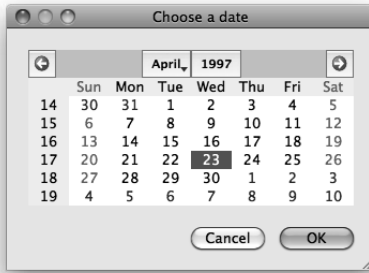 Choose a date
April 1997
Sun Mon Tue Wed Thu Fri Sat
14 30 31 1 2 3 4 5
15 6 7 8 9 10 11 12
16 13 14 15 16 17 18 19
17 20 21 22 23 24 25 26
18 27 28 29 30 1 2 3
19 4 5 6 7 8 9 10
Cancel OK